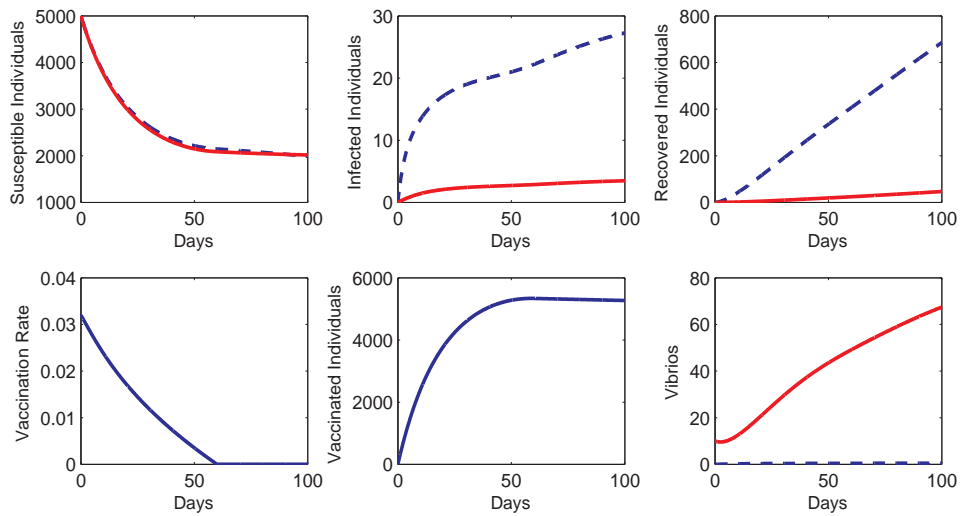 Susceptible Individuals
5000
4000
3000
2000
1000
0 50 100
Days
Infected Individuals
30
20
10
0
0 50 100
Days
Recovered Individuals
800
600
400
200
0
0 50 100
Days
Vaccination Rate
0.04
0.03
0.02
0.01
0
0 50 100
Days
Vaccinated Individuals
6000
4000
2000
0
0 50 100
Days
Vibrios
80
60
40
20
0
0 50 100
Days